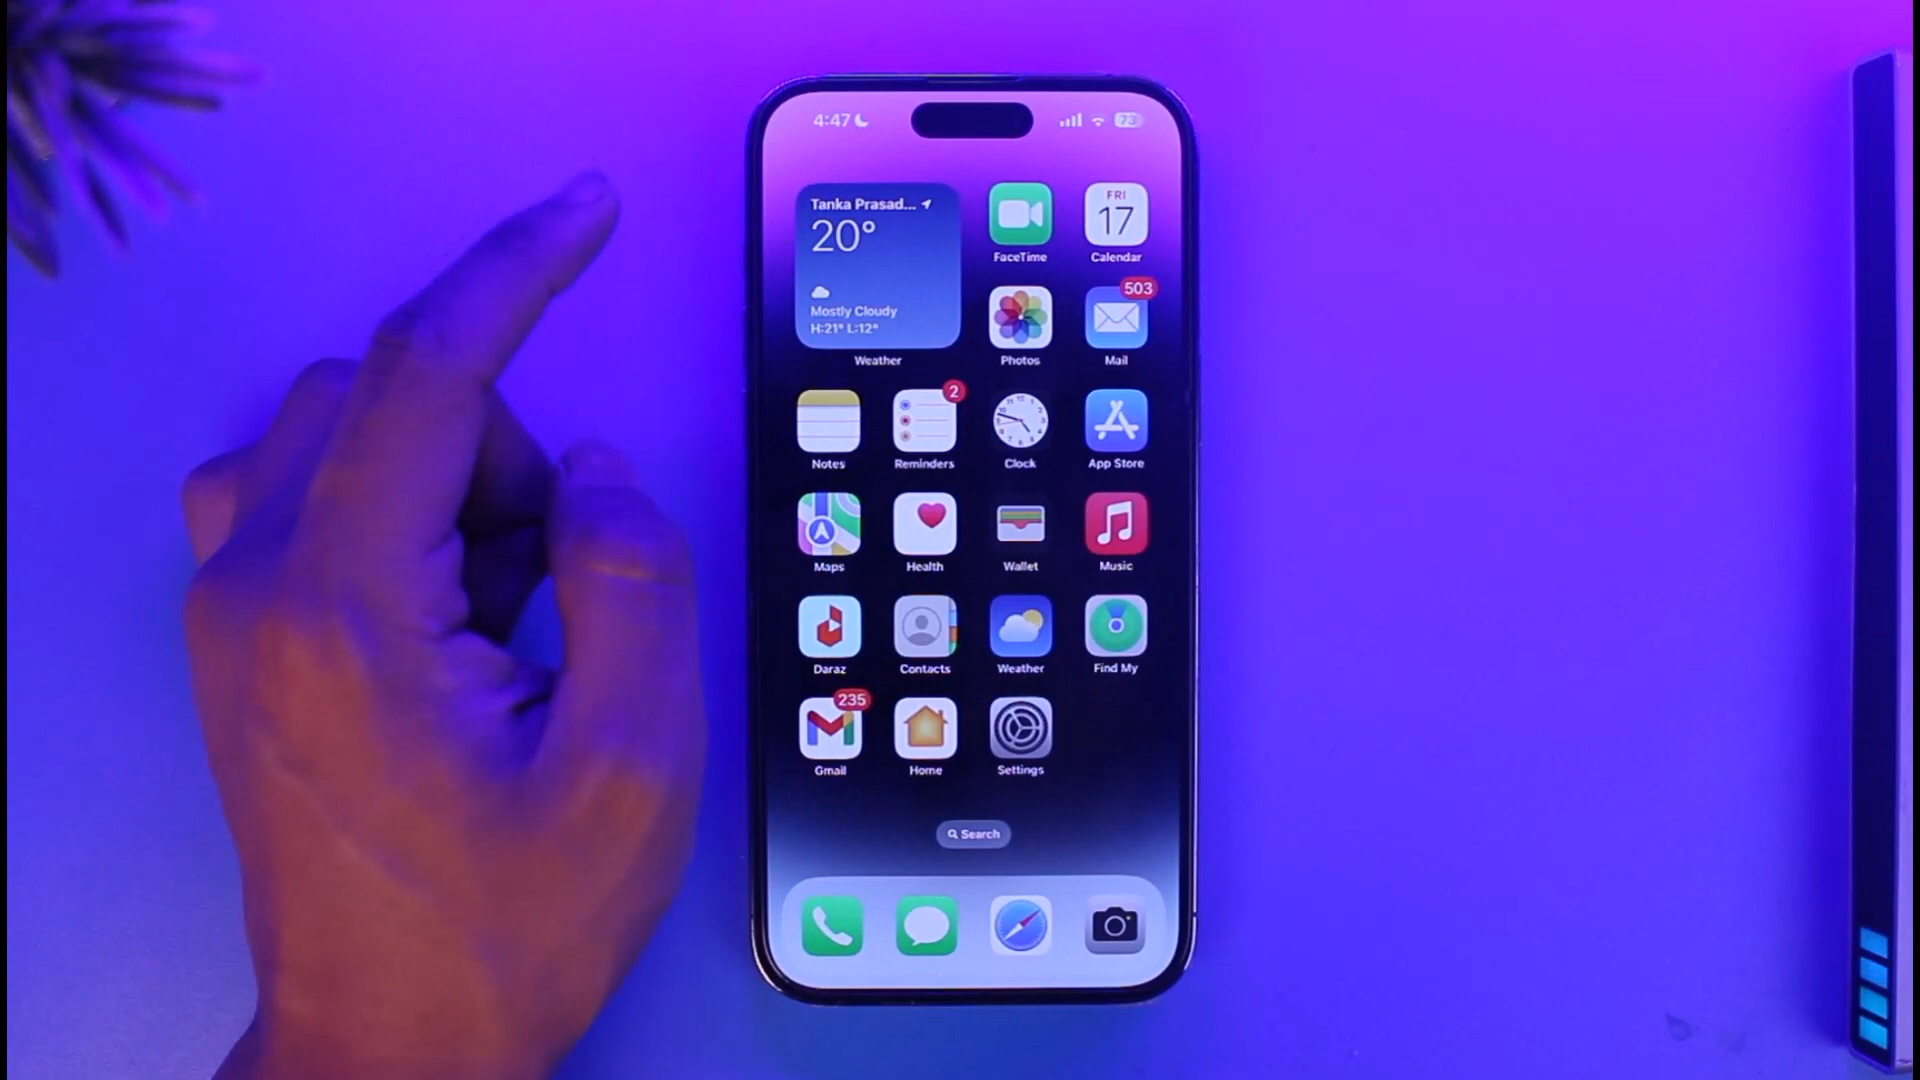 4:47
73
Tanka Prasad...
20°
Mostly Cloudy
H:21° L:12°
Weather
FaceTime
FRI
17
Calendar
Photos
503
Mail
Notes
2
Reminders
Clock
App Store
Maps
Health
Wallet
Music
Daraz
Contacts
Weather
Find My
235
Gmail
Home
Settings
Search